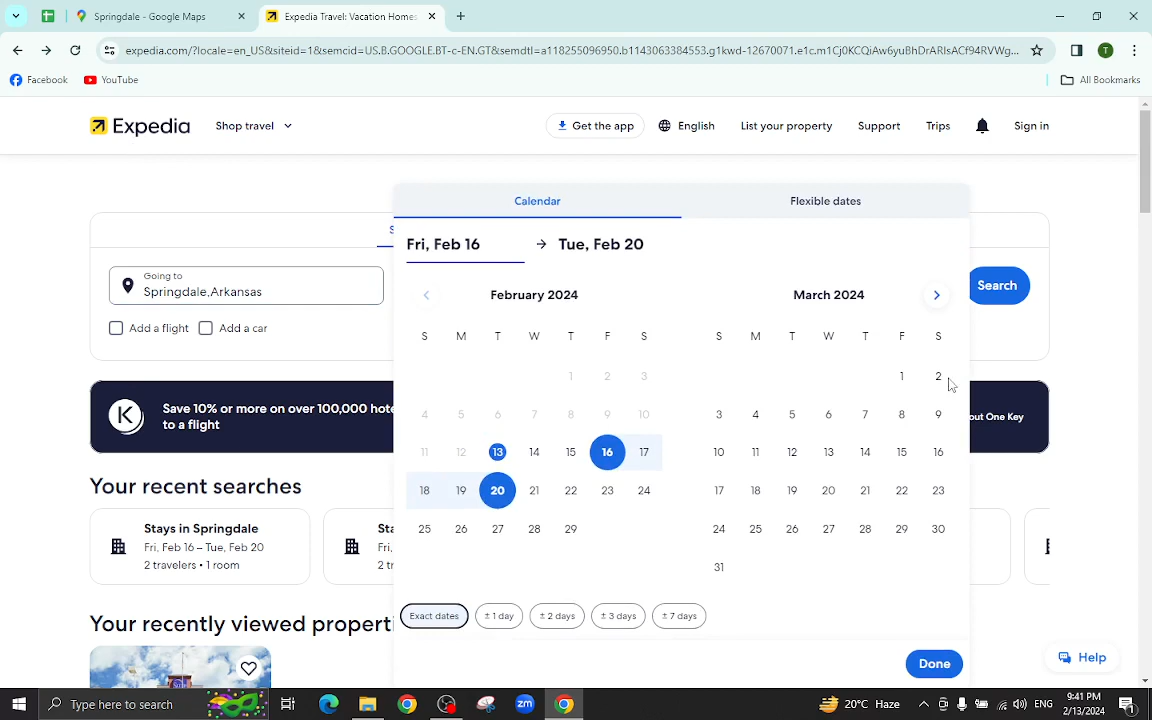 Springdale - Google Maps
Expedia Travel: Vacation Homes
expedia.com/?locale=en_US&siteid=1&semcid=US.B.GOOGLE.BT-c-EN.GT&semdtl=a118255096950.b1143063384553.g1kwd-12670071.e1c.m1Cj0KCQiAw6yuBhDrARIsACf94RVWg...
T
Facebook
YouTube
All Bookmarks
Expedia
Shop travel
Get the app
English
List your property
Support
Trips
Sign in
Calendar
Flexible dates
S
Fri, Feb 16
Tue, Feb 20
Going to
Springdale,Arkansas
Search
Add a flight
Add a car
February 2024
March 2024
S M T W T F S
S M T W T F S
1 2 3
1 2
4 5 6 7 8 9 10
3 4 5 6 7 8 9
11 12 13 14 15 16 17
10 11 12 13 14 15 16
18 19 20 21 22 23 24
17 18 19 20 21 22 23
25 26 27 28 29
24 25 26 27 28 29 30
31
K
Save 10% or more on over 100,000 hote
to a flight
out One Key
Your recent searches
Stays in Springdale
Fri, Feb 16 – Tue, Feb 20
2 travelers • 1 room
Sta
Fri,
2 tr
Exact dates
± 1 day
± 2 days
± 3 days
± 7 days
Your recently viewed properti
Done
Help
Type here to search
zm
20°C Haze
ENG
9:41 PM
2/13/2024
1